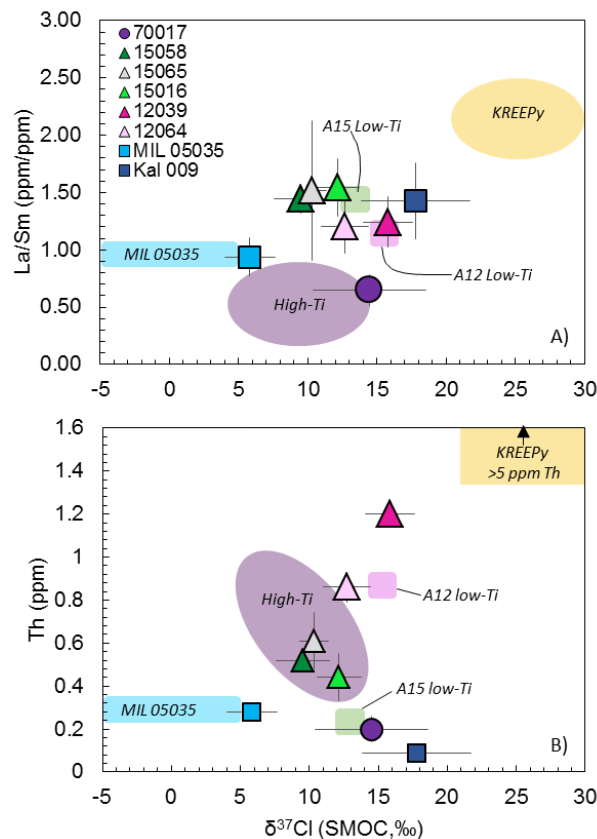 3.00
2.50
2.00
1.50
1.00
0.50
0.00
La/Sm (ppm/ppm)
70017
15058
15065
15016
12039
12064
MIL 05035
Kal 009
A15 Low-Ti
KREEPy
MIL 05035
A12 Low-Ti
High-Ti
A)
-5 0 5 10 15 20 25 30
1.6
1.4
1.2
1
0.8
0.6
0.4
0.2
0
Th (ppm)
KREEPy
>5 ppm Th
High-Ti
A12 low-Ti
A15 low-Ti
MIL 05035
B)
-5 0 5 10 15 20 25 30
δ³⁷Cl (SMOC,‰)